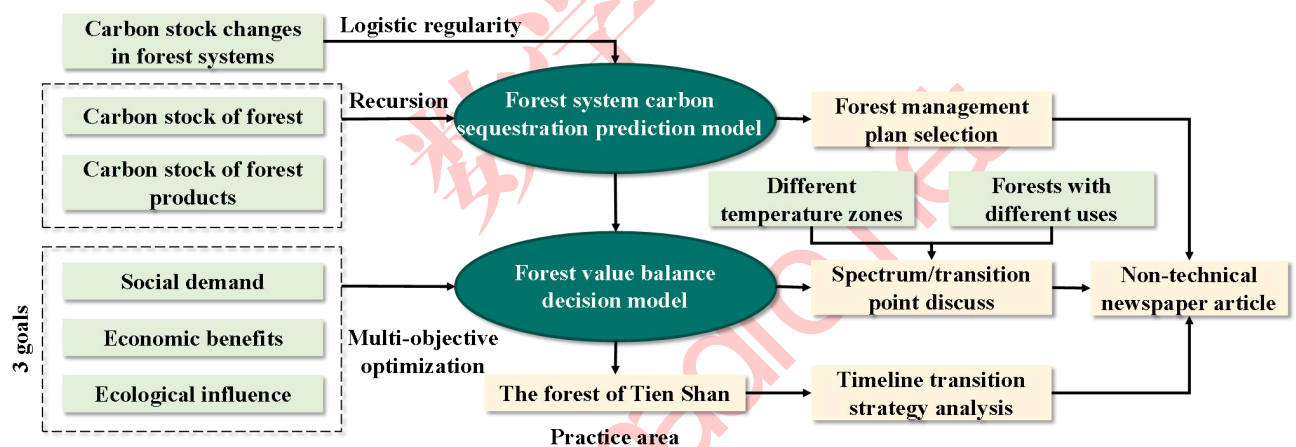 Carbon stock changes
in forest systems
Logistic regularity
Carbon stock of forest
Carbon stock of forest
products
Recursion
Forest system carbon
sequestration prediction model
Forest management
plan selection
Different
temperature zones
Forests with
different uses
3 goals
Social demand
Economic benefits
Ecological influence
Multi-objective
optimization
Forest value balance
decision model
Spectrum/transition
point discuss
Non-technical
newspaper article
The forest of Tien Shan
Practice area
Timeline transition
strategy analysis